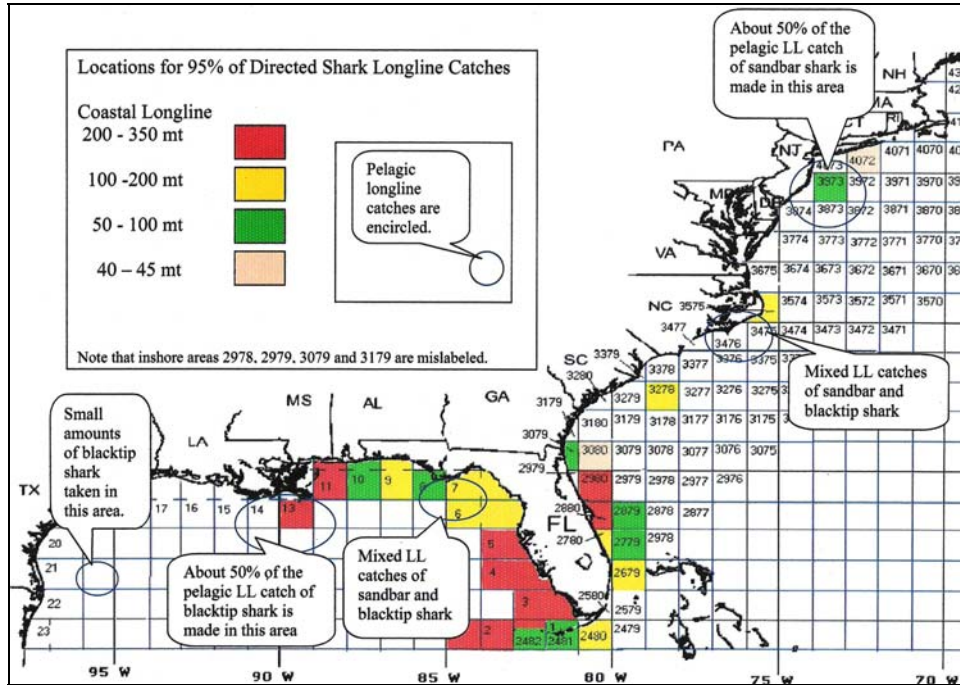 Locations for 95% of Directed Shark Longline Catches
Coastal Longline
200 - 350 mt
100 -200 mt
50 - 100 mt
40 – 45 mt
Pelagic
longline
catches are
encircled.
Note that inshore areas 2978, 2979, 3079 and 3179 are mislabeled.
About 50% of the
pelagic LL catch
of sandbar shark is
made in this area
NH
MA
CT RI
PA
NJ
MD
DE
VA
NC
SC
GA
AL
MS
LA
TX
FL
4072 4071 4070
3973 3972 3971 3970
3874 3873 3872 3871
3774 3773 3772 3771
3675 3674 3673 3672 3671
3575 3574 3573 3572 3571 3570
3477 3476 3475 3474 3473 3472 3471
3379 3378 3377 3376 3375
3280 3279 3278 3277 3276 3275
3179 3180 3179 3178 3177 3176 3175
3079 3080 3079 3078 3077 3076 3075
2979 2980 2979 2978 2977 2976
2880 2879 2878 2877
2780 2779 2978
2679
2580 2579
2482 2481 2480 2479
Mixed LL catches
of sandbar and
blacktip shark
Small
amounts
of blacktip
shark
taken in
this area.
11 10 9 8 7
17 16 15 14 13 6
20 5
21 4
22 3
23 2 1
About 50% of the
pelagic LL catch of
blacktip shark is
made in this area
Mixed LL
catches of
sandbar and
blacktip shark
95 W 90 W 85 W 80 W 75 W 70 W